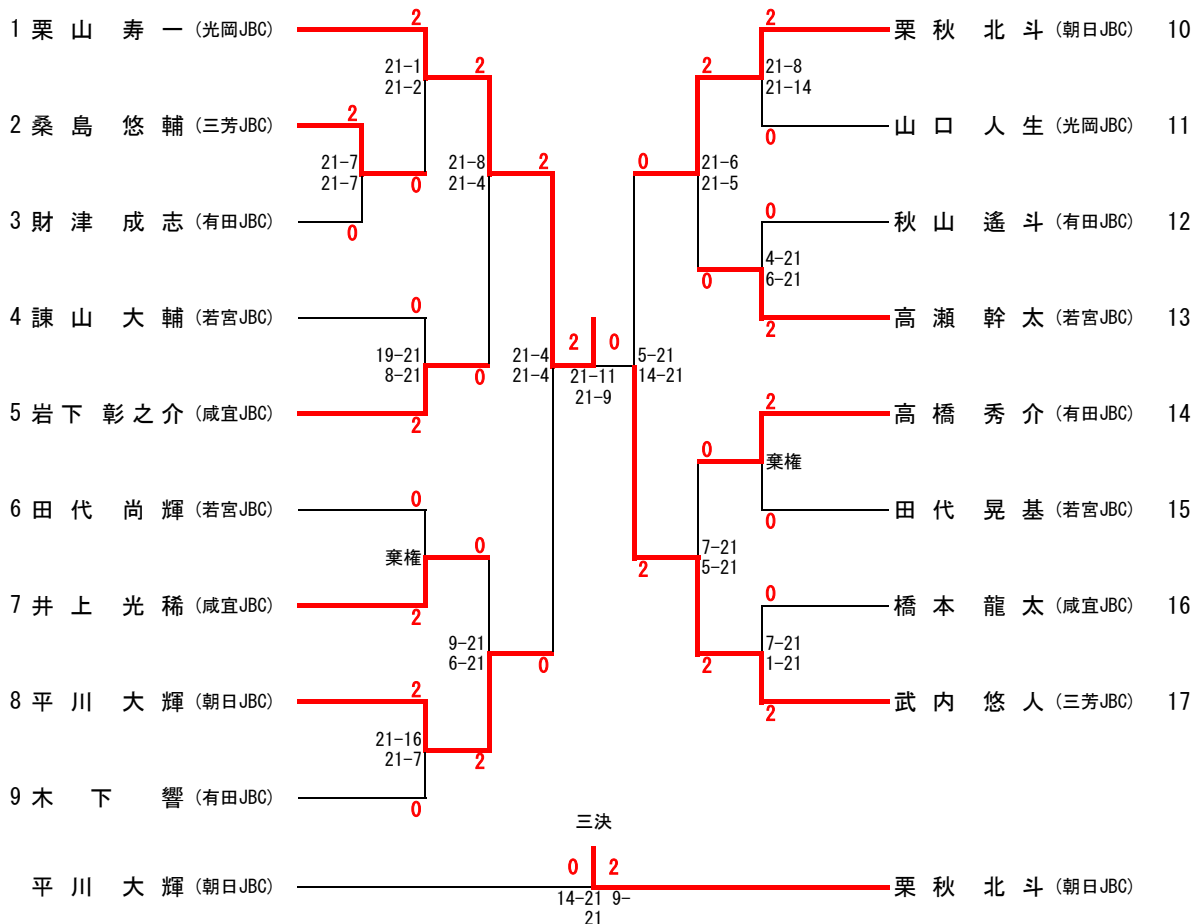 1 栗山 寿一 (光岡JBC)
2
21-1
21-2
2
2 桑島 悠輔 (三芳JBC)
2
21-7
21-7
0
3 財津 成志 (有田JBC)
0
21-8
21-4
2
4 諌山 大輔 (若宮JBC)
0
19-21
8-21
0
5 岩下 彰之介 (咸宜JBC)
2
21-4
21-4
6 田代 尚輝 (若宮JBC)
0
棄権
0
7 井上 光稀 (咸宜JBC)
2
9-21
6-21
0
8 平川 大輝 (朝日JBC)
2
21-16
21-7
2
9 木下 響 (有田JBC)
0
2 0
21-11
21-9
2
栗秋 北斗 (朝日JBC) 10
2
21-8
21-14
山口 人生 (光岡JBC) 11
0
0
21-6
21-5
0
秋山 遙斗 (有田JBC) 12
4-21
6-21
0
高瀬 幹太 (若宮JBC) 13
2
5-21
14-21
2
高橋 秀介 (有田JBC) 14
0
棄権
田代 晃基 (若宮JBC) 15
0
7-21
5-21
2
0
橋本 龍太 (咸宜JBC) 16
7-21
1-21
2
武内 悠人 (三芳JBC) 17
2
三決
平川 大輝 (朝日JBC)
0 2
14-21 9-
21
栗秋 北斗 (朝日JBC)